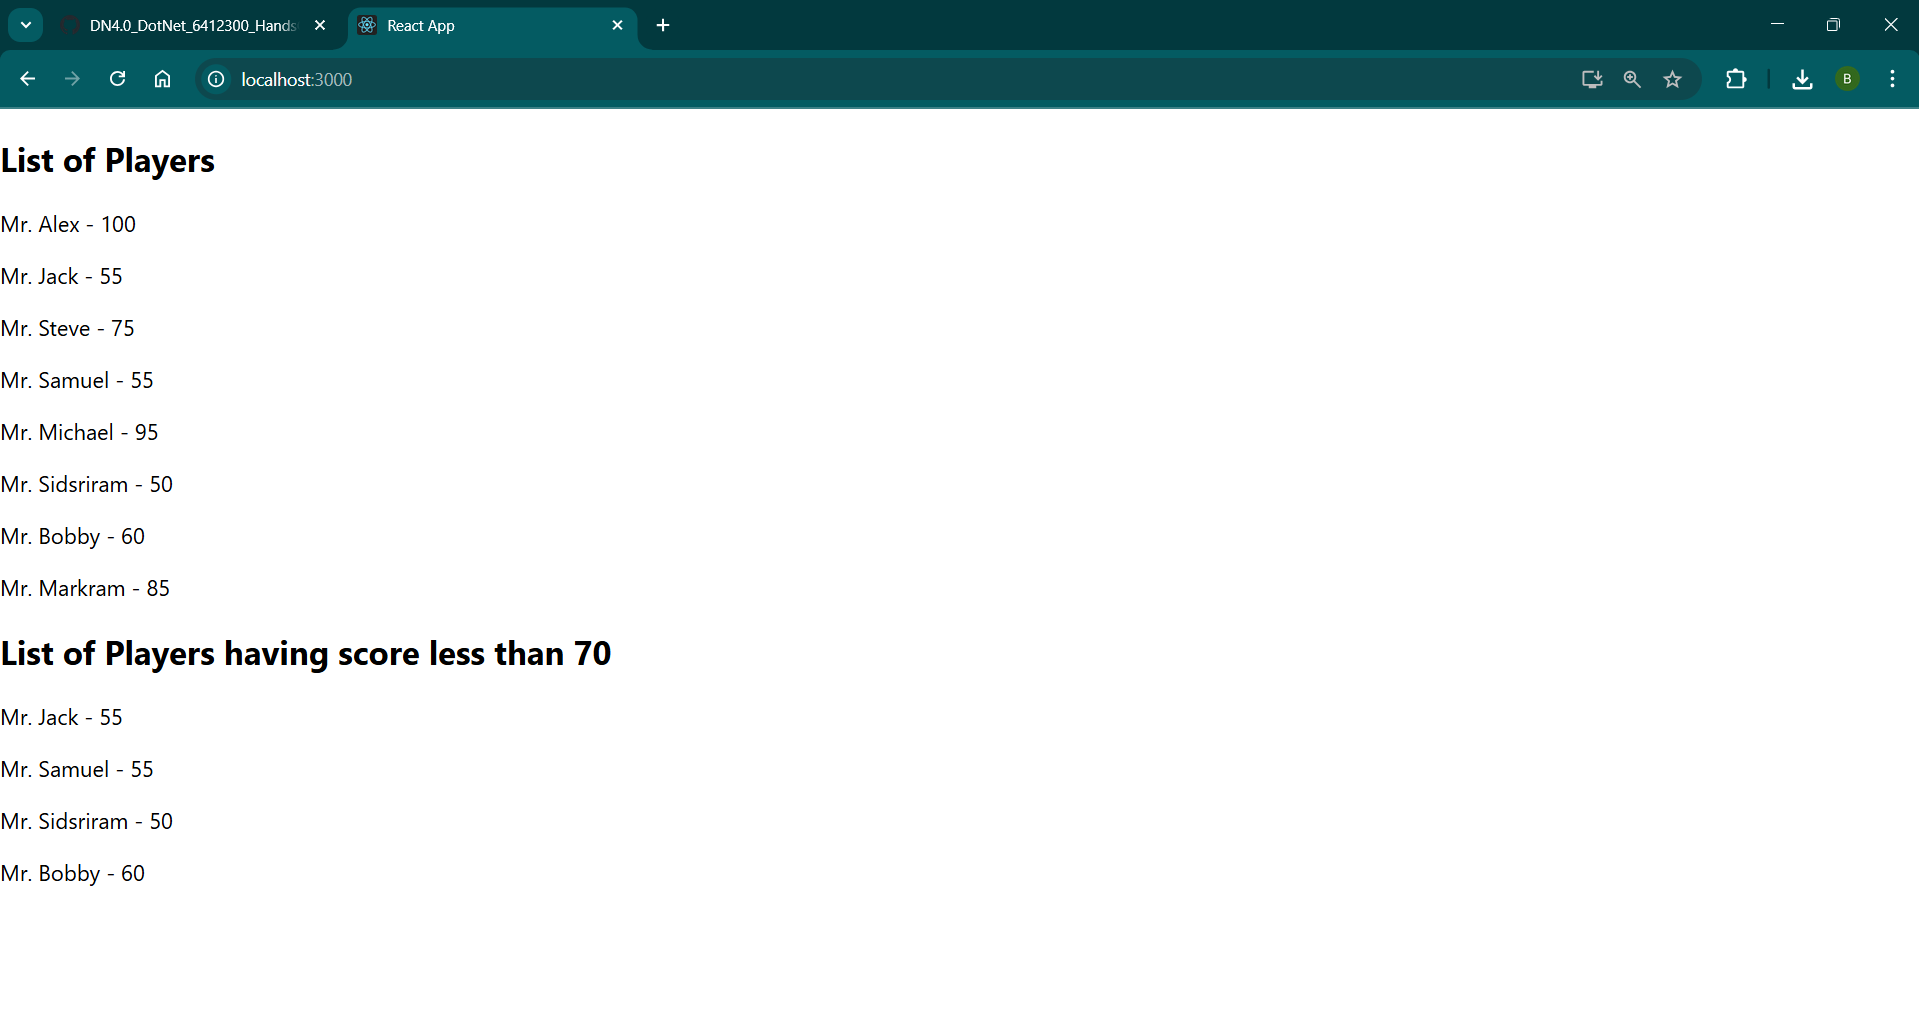 DN4.0_DotNet_6412300_Hands
React App
localhost:3000
B
List of Players
Mr. Alex - 100
Mr. Jack - 55
Mr. Steve - 75
Mr. Samuel - 55
Mr. Michael - 95
Mr. Sidsriram - 50
Mr. Bobby - 60
Mr. Markram - 85
List of Players having score less than 70
Mr. Jack - 55
Mr. Samuel - 55
Mr. Sidsriram - 50
Mr. Bobby - 60